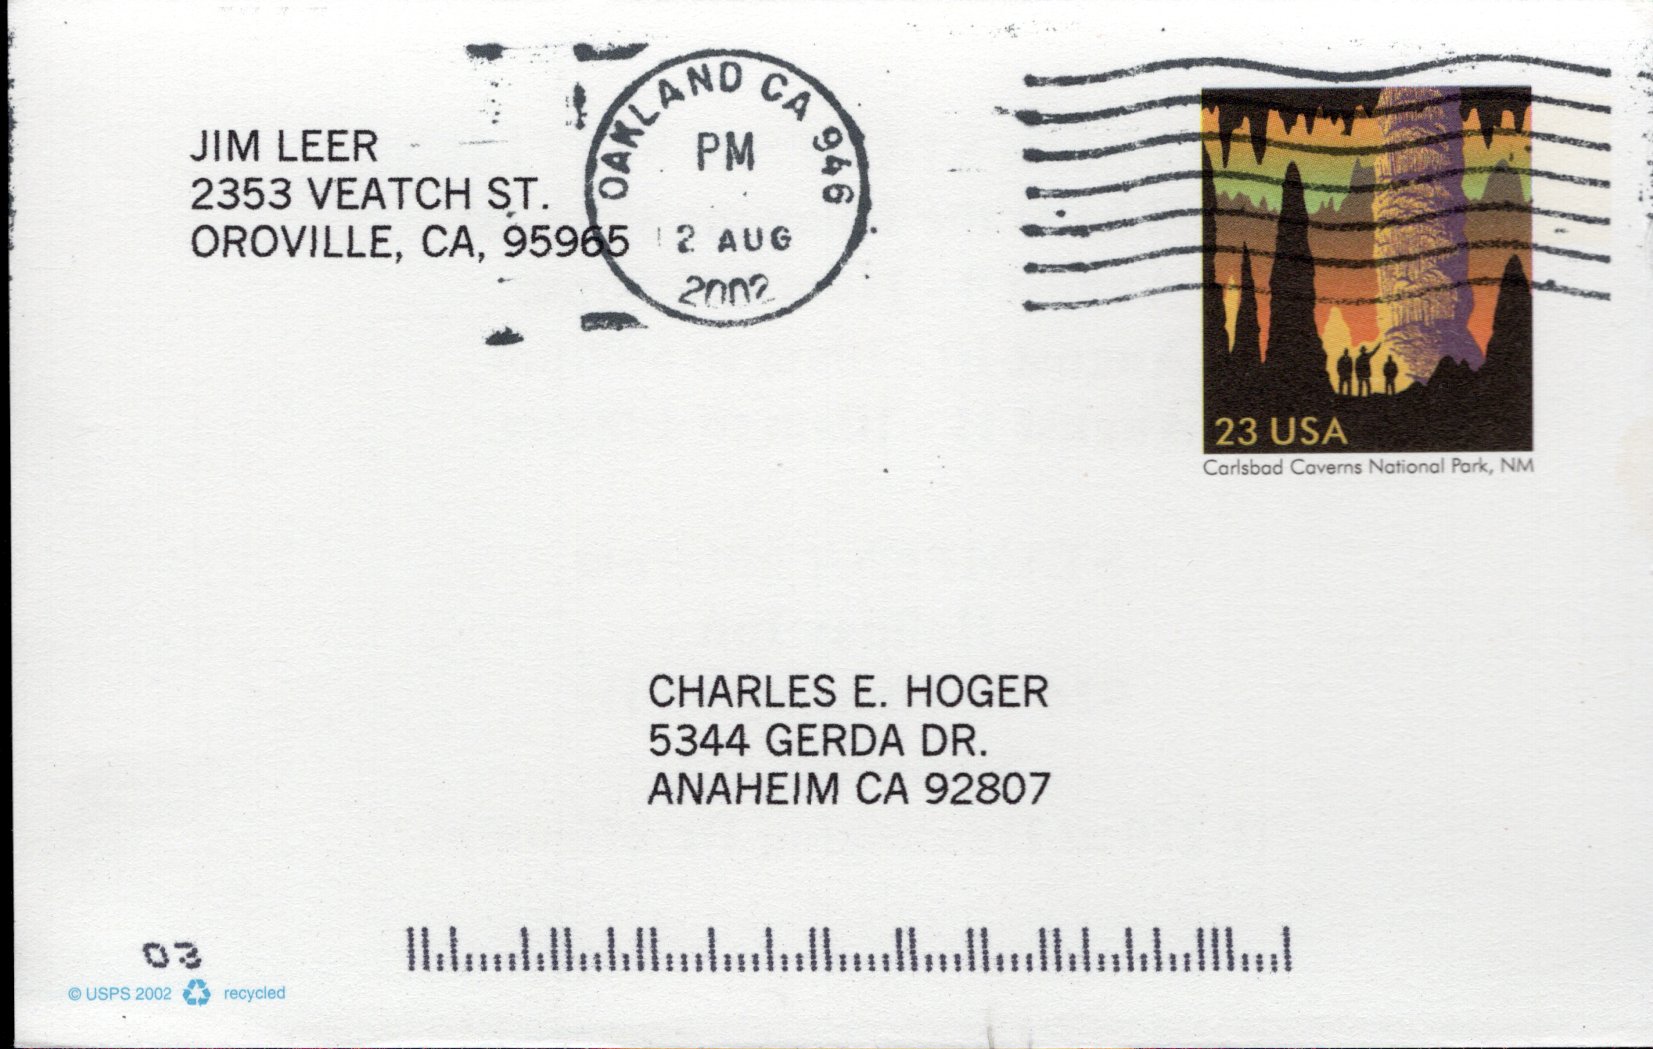 OAKLAND CA 946
PM
2 AUG
2002
JIM LEER
2353 VEATCH ST.
OROVILLE, CA, 95965
23 USA
Carlsbad Caverns National Park, NM
CHARLES E. HOGER
5344 GERDA DR.
ANAHEIM CA 92807
03
© USPS 2002 recycled